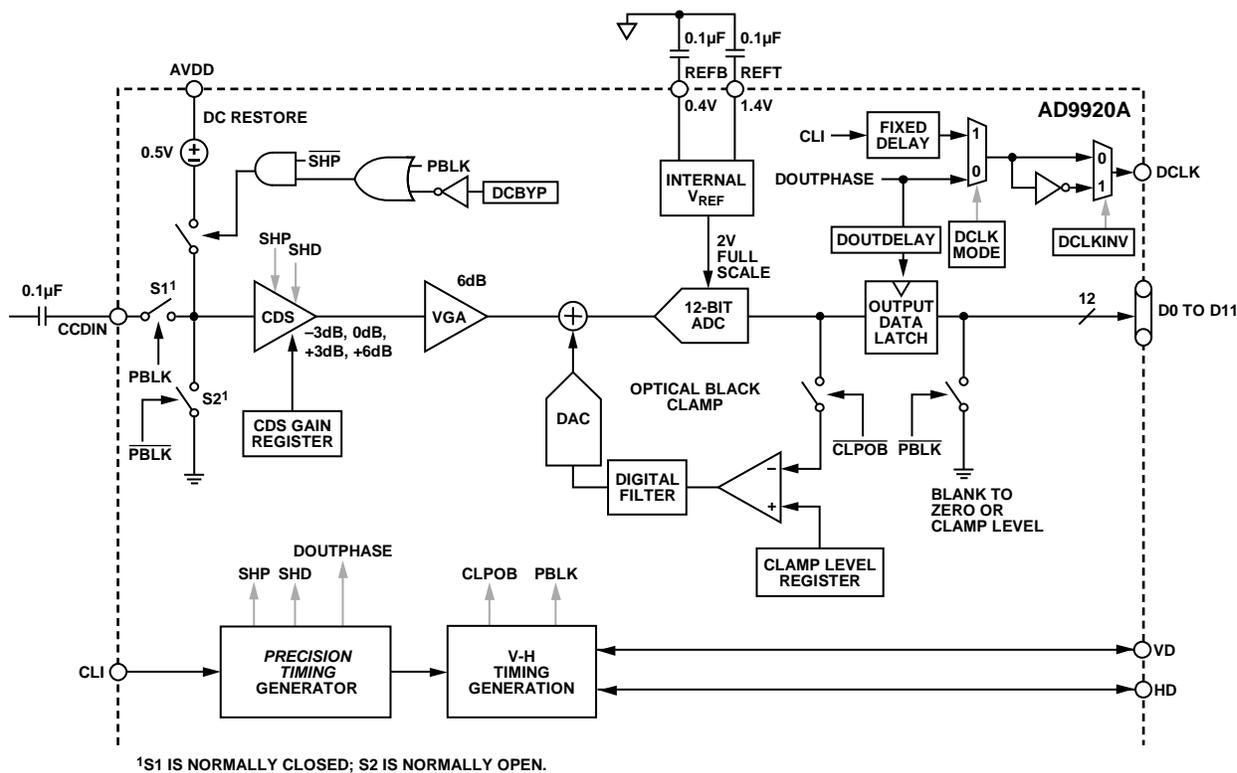 0.1µF
0.1µF
REFB
REFT
0.4V
1.4V
AVDD
DC RESTORE
0.5V
+
–
SHP
PBLK
DCBYP
INTERNAL
VREF
2V
FULL
SCALE
AD9920A
CLI
FIXED
DELAY
1
0
DOUTPHASE
DOUTDELAY
DCLK
MODE
0
1
DCLK
DCLKINV
0.1µF
CCDIN
S1¹
PBLK
S2¹
PBLK
SHP
SHD
CDS
–3dB, 0dB,
+3dB, +6dB
CDS GAIN
REGISTER
6dB
VGA
+
12-BIT
ADC
OUTPUT
DATA
LATCH
12
D0 TO D11
OPTICAL BLACK
CLAMP
DAC
DIGITAL
FILTER
–
+
CLPOB
PBLK
BLANK TO
ZERO OR
CLAMP LEVEL
CLAMP LEVEL
REGISTER
SHP
SHD
DOUTPHASE
CLPOB
PBLK
CLI
PRECISION
TIMING
GENERATOR
V-H
TIMING
GENERATION
VD
HD
¹S1 IS NORMALLY CLOSED; S2 IS NORMALLY OPEN.